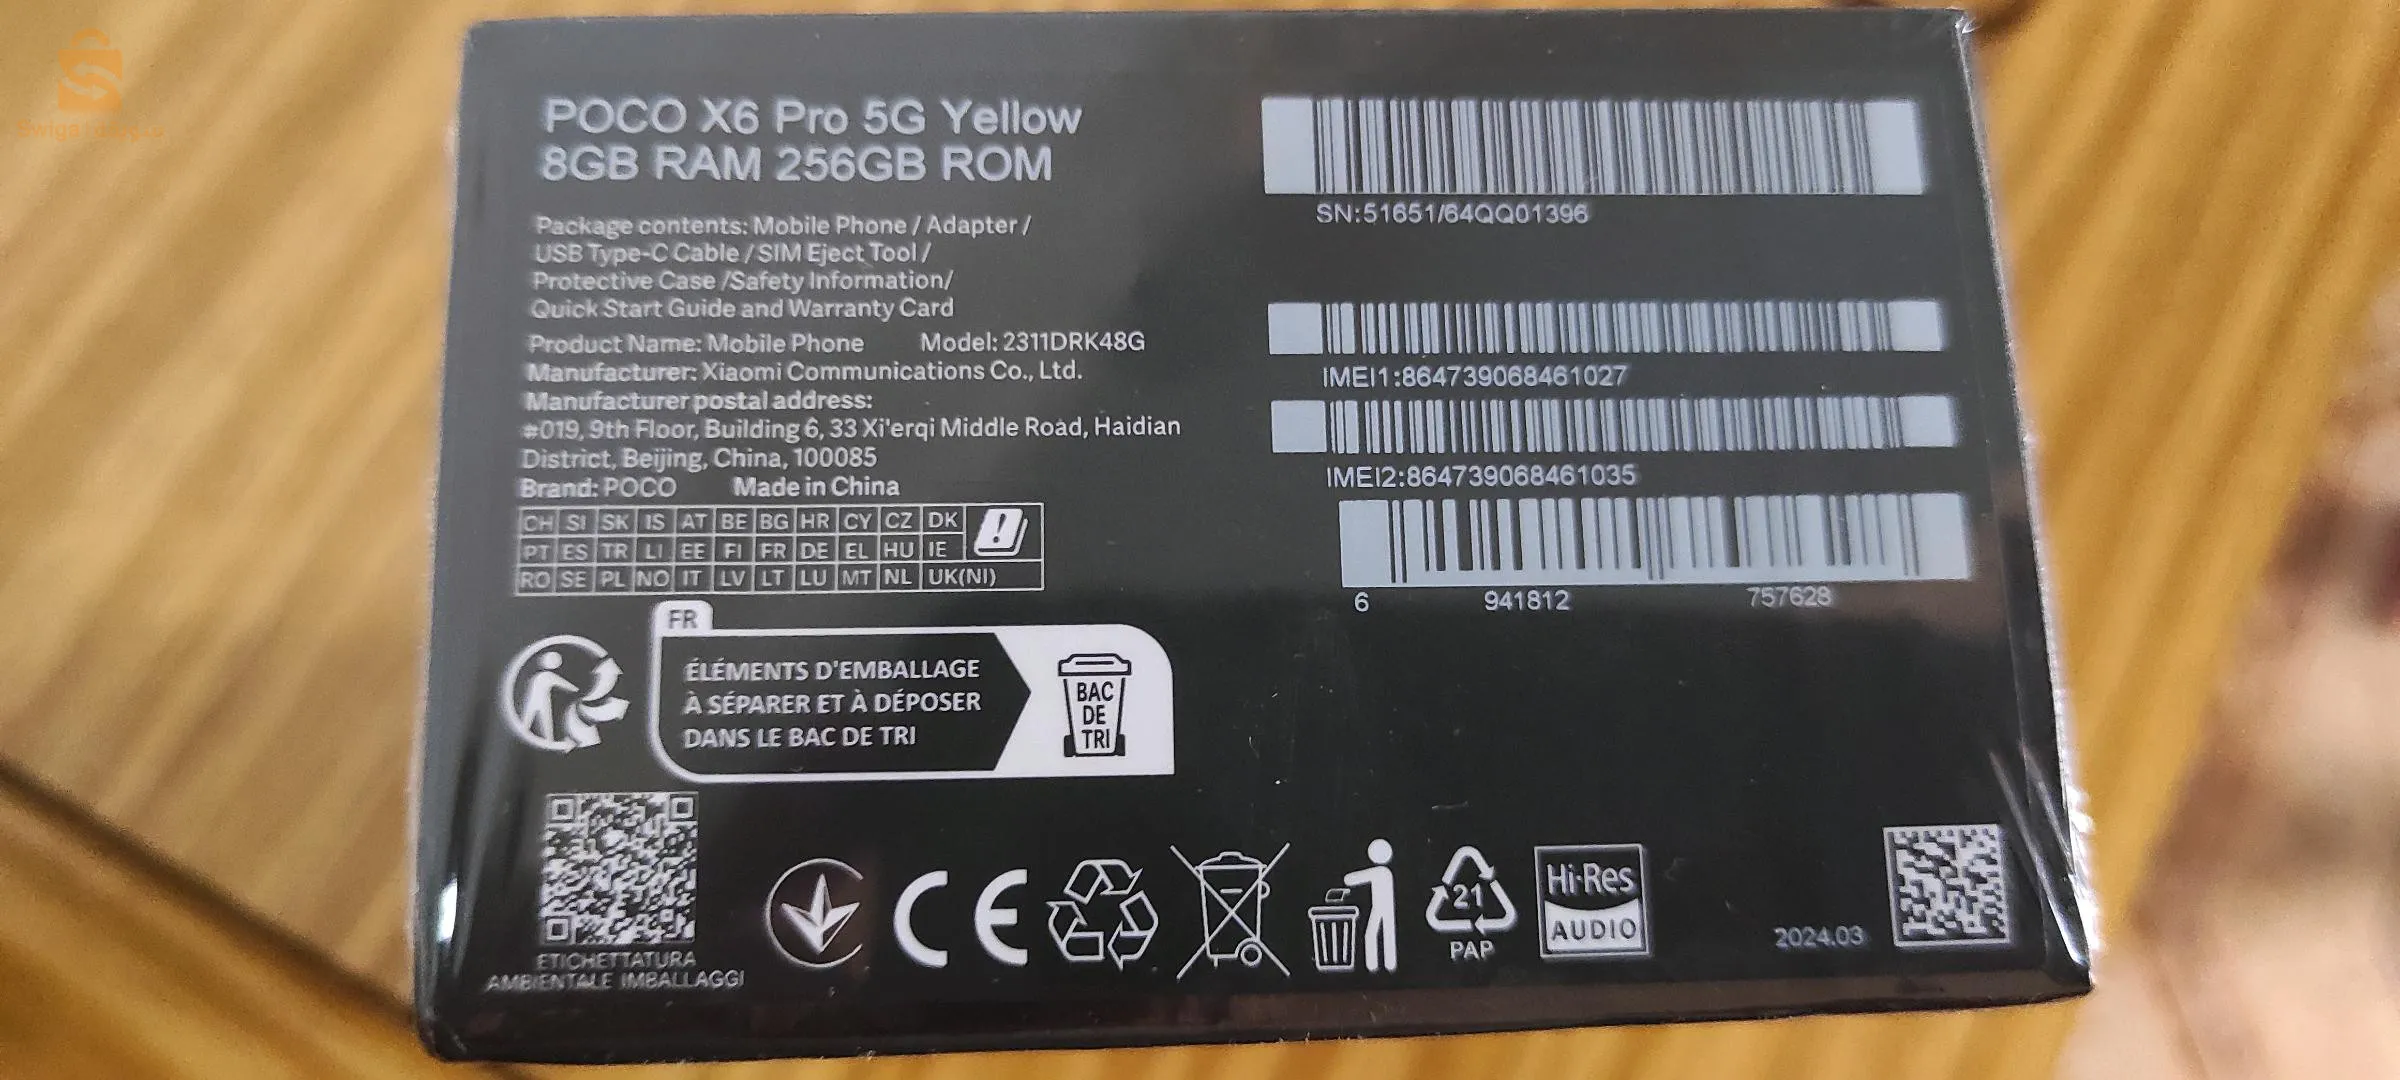 POCO X6 Pro 5G Yellow
8GB RAM 256GB ROM
Package contents: Mobile Phone / Adapter /
USB Type-C Cable / SIM Eject Tool /
Protective Case /Safety Information/
Quick Start Guide and Warranty Card
Product Name: Mobile Phone Model: 2311DRK48G
Manufacturer: Xiaomi Communications Co., Ltd.
Manufacturer postal address:
#019, 9th Floor, Building 6, 33 Xi'erqi Middle Road, Haidian
District, Beijing, China, 100085
Brand: POCO Made in China
CH SI SK IS AT BE BG HR CY CZ DK
PT ES TR LI EE FI FR DE EL HU IE
RO SE PL NO IT LV LT LU MT NL UK(NI)
SN:51651/64QQ01396
IMEI1:864739068461027
IMEI2:864739068461035
6 941812 757628
FR
ÉLÉMENTS D'EMBALLAGE
À SÉPARER ET À DÉPOSER
DANS LE BAC DE TRI
BAC
DE
TRI
ETICHETTATURA
AMBIENTALE IMBALLAGGI
CE
21
PAP
Hi-Res
AUDIO
2024.03